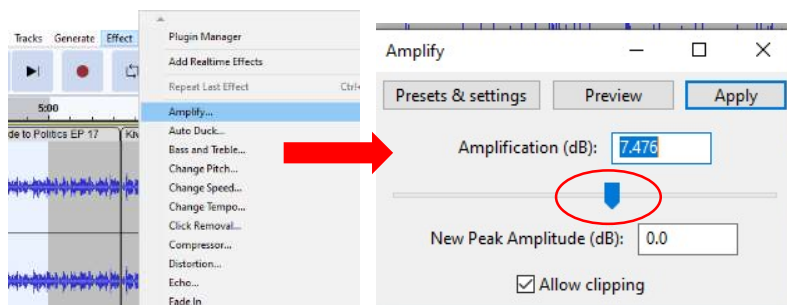 Tracks Generate Effect
5:00
de to Politics EP 17
Plugin Manager
Add Realtime Effects
Repeat Last Effect
Amplify...
Auto Duck...
Bass and Treble...
Change Pitch...
Change Speed...
Change Tempo...
Click Removal...
Compressor...
Distortion...
Echo...
Fade In
Amplify
Presets & settings Preview Apply
Amplification (dB): 7.476
New Peak Amplitude (dB): 0.0
Allow clipping